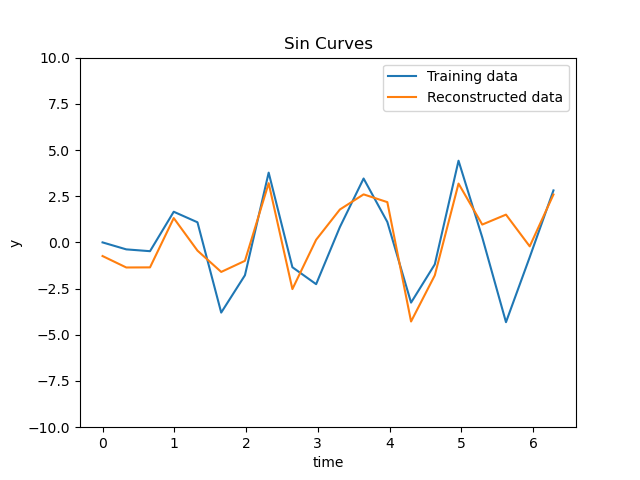 Sin Curves
Training data
Reconstructed data
10.0
7.5
5.0
2.5
0.0
−2.5
−5.0
−7.5
−10.0
y
0 1 2 3 4 5 6
time